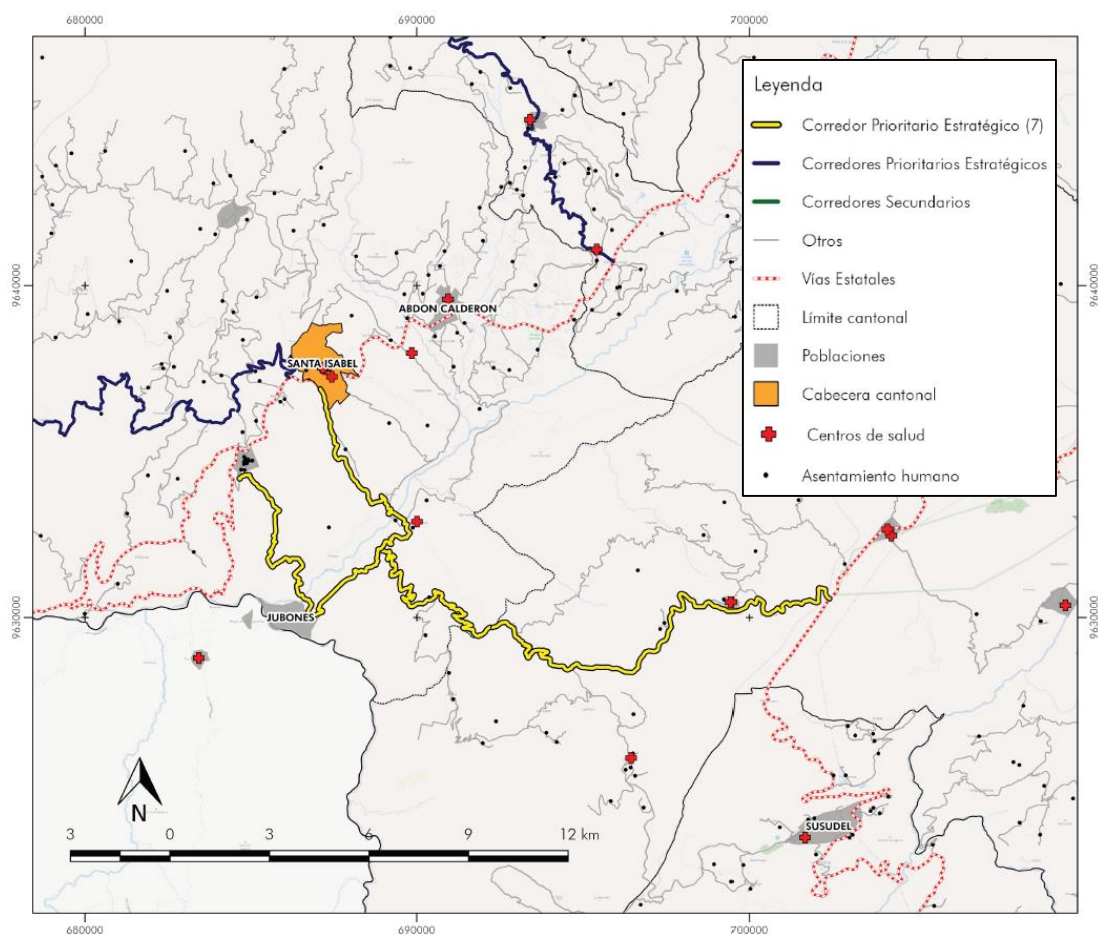 680000
690000
700000
Leyenda
Corredor Prioritario Estratégico (7)
Corredores Prioritarios Estratégicos
Corredores Secundarios
Otros
Vías Estatales
Límite cantonal
Poblaciones
Cabecera cantonal
Centros de salud
Asentamiento humano
9640000
9640000
ABDON CALDERON
SANTA ISABEL
9630000
9630000
JUBONES
N
3
0
3
6
9
12 km
SUSUDEL
680000
690000
700000